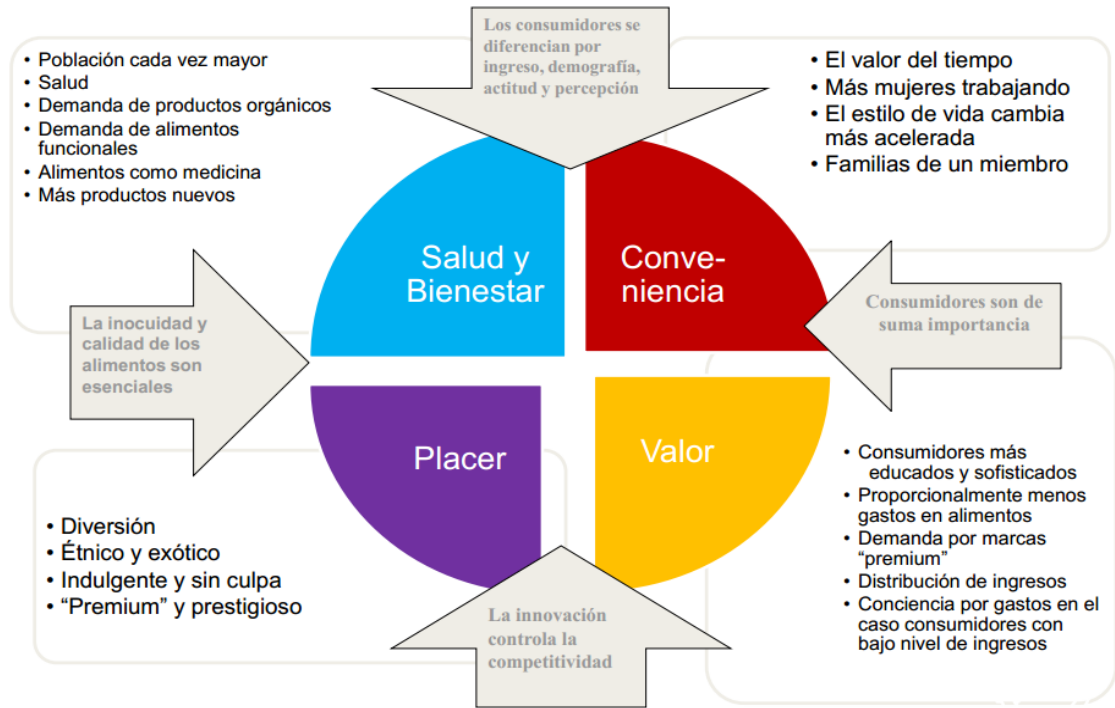 • Población cada vez mayor
• Salud
• Demanda de productos orgánicos
• Demanda de alimentos
funcionales
• Alimentos como medicina
• Más productos nuevos
Los consumidores se
diferencian por
ingreso, demografía,
actitud y percepción
• El valor del tiempo
• Más mujeres trabajando
• El estilo de vida cambia
más acelerada
• Familias de un miembro
Salud y
Bienestar
Conve-
niencia
La inocuidad y
calidad de los
alimentos son
esenciales
Consumidores son de
suma importancia
Placer
Valor
• Diversión
• Étnico y exótico
• Indulgente y sin culpa
• “Premium” y prestigioso
La innovación
controla la
competitividad
• Consumidores más
educados y sofisticados
• Proporcionalmente menos
gastos en alimentos
• Demanda por marcas
“premium”
• Distribución de ingresos
• Conciencia por gastos en el
caso consumidores con
bajo nivel de ingresos